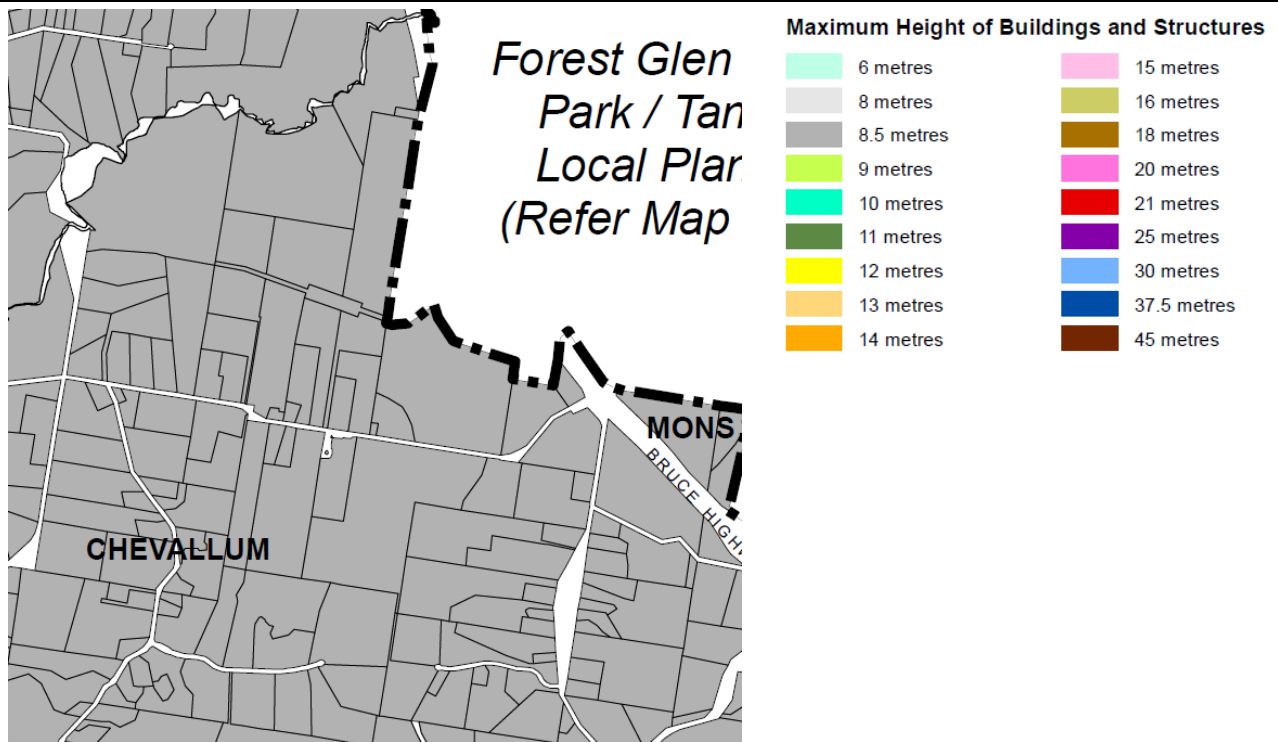 Forest Glen
Park / Tan
Local Plan
(Refer Map
MONS
BRUCE HIGHW
CHEVALLUM
Maximum Height of Buildings and Structures
6 metres
8 metres
8.5 metres
9 metres
10 metres
11 metres
12 metres
13 metres
14 metres
15 metres
16 metres
18 metres
20 metres
21 metres
25 metres
30 metres
37.5 metres
45 metres